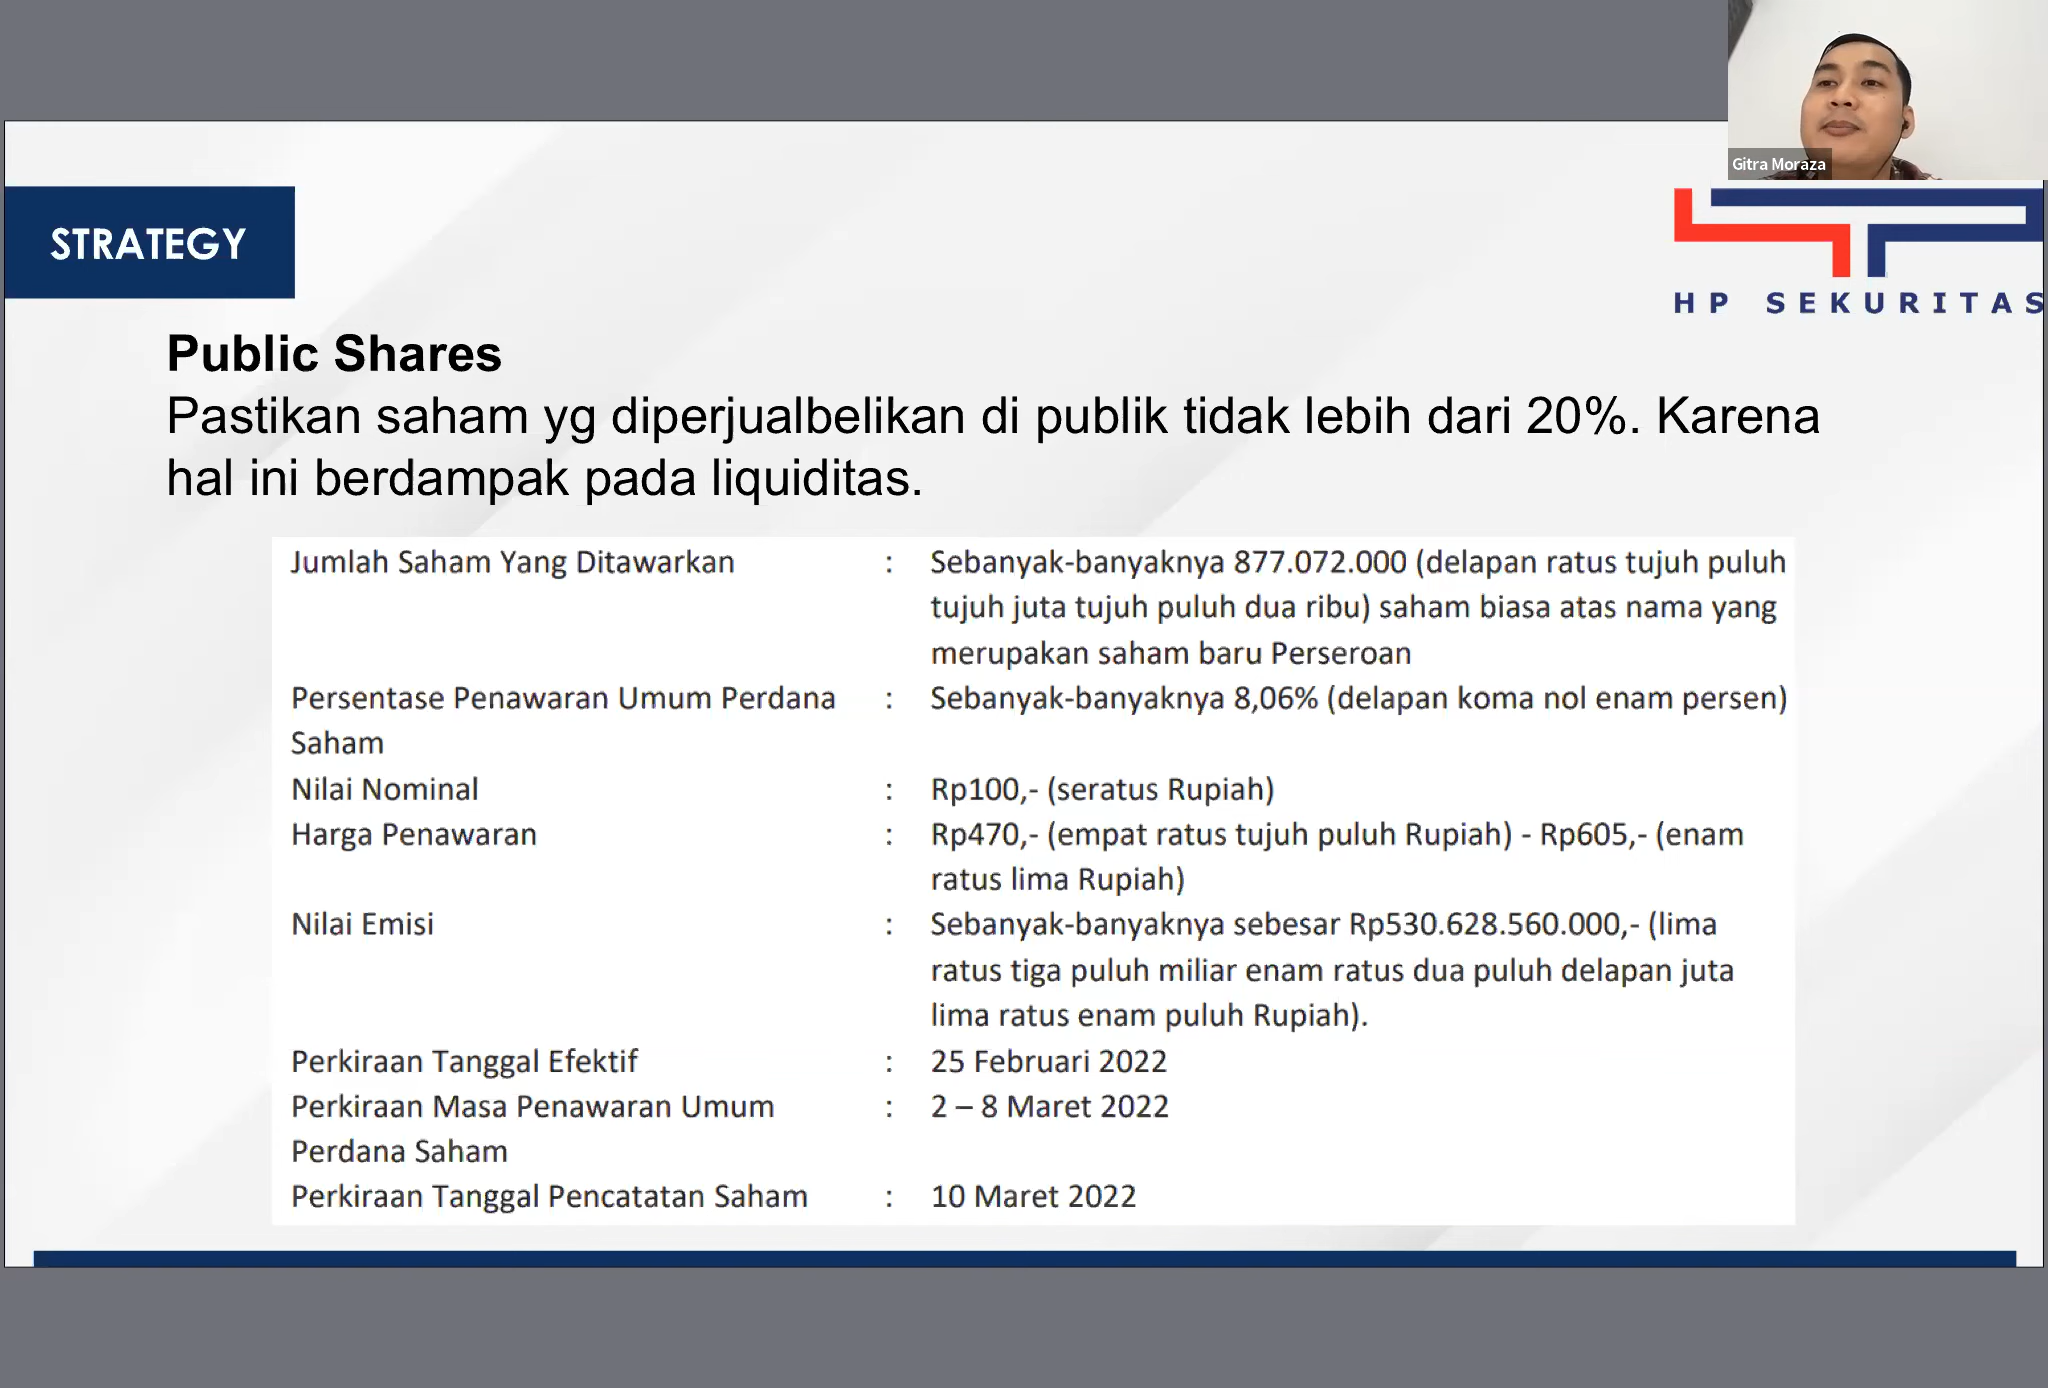 Gitra Moraza
STRATEGY
HP SEKURITAS
Public Shares
Pastikan saham yg diperjualbelikan di publik tidak lebih dari 20%. Karena
hal ini berdampak pada liquiditas.
Jumlah Saham Yang Ditawarkan : Sebanyak-banyaknya 877.072.000 (delapan ratus tujuh puluh
tujuh juta tujuh puluh dua ribu) saham biasa atas nama yang
merupakan saham baru Perseroan
Persentase Penawaran Umum Perdana : Sebanyak-banyaknya 8,06% (delapan koma nol enam persen)
Saham
Nilai Nominal : Rp100,- (seratus Rupiah)
Harga Penawaran : Rp470,- (empat ratus tujuh puluh Rupiah) - Rp605,- (enam
ratus lima Rupiah)
Nilai Emisi : Sebanyak-banyaknya sebesar Rp530.628.560.000,- (lima
ratus tiga puluh miliar enam ratus dua puluh delapan juta
lima ratus enam puluh Rupiah).
Perkiraan Tanggal Efektif : 25 Februari 2022
Perkiraan Masa Penawaran Umum : 2 – 8 Maret 2022
Perdana Saham
Perkiraan Tanggal Pencatatan Saham : 10 Maret 2022